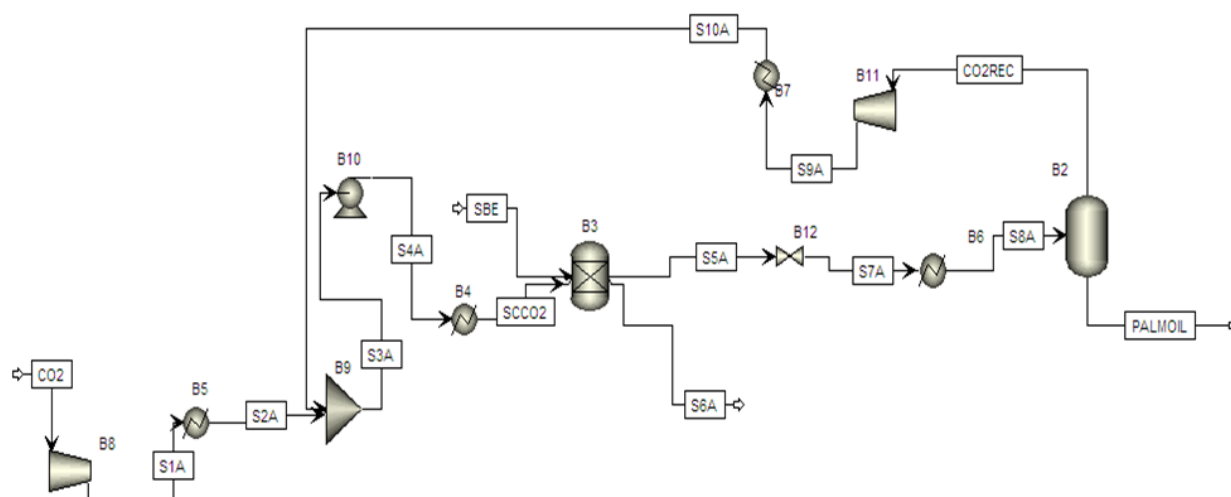 S10A
B7
B11
CO2REC
S9A
B10
B2
SBE
B3
S4A
S5A
B12
S7A
B6
S8A
B4
SCCO2
PALMOIL
S3A
CO2
B5
B9
S2A
S6A
B8
S1A